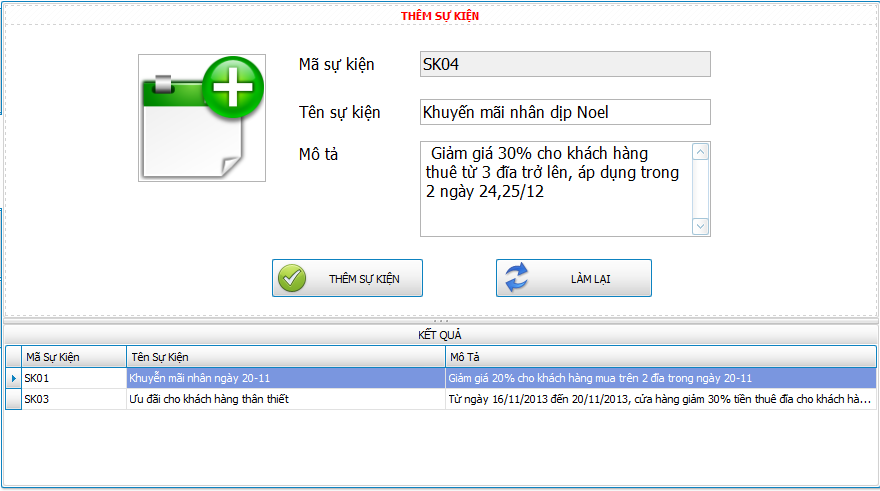 THÊM SỰ KIỆN
Mã sự kiện
SK04
Tên sự kiện
Khuyến mãi nhân dịp Noel
Mô tả
Giảm giá 30% cho khách hàng
thuê từ 3 đĩa trở lên, áp dụng trong
2 ngày 24,25/12
THÊM SỰ KIỆN
LÀM LẠI
KẾT QUẢ
Mã Sự Kiện Tên Sự Kiện Mô Tả
SK01 Khuyễn mãi nhân ngày 20-11 Giảm giá 20% cho khách hàng mua trên 2 đĩa trong ngày 20-11
SK03 Ưu đãi cho khách hàng thân thiết Từ ngày 16/11/2013 đến 20/11/2013, cửa hàng giảm 30% tiền thuê đĩa cho khách hà...